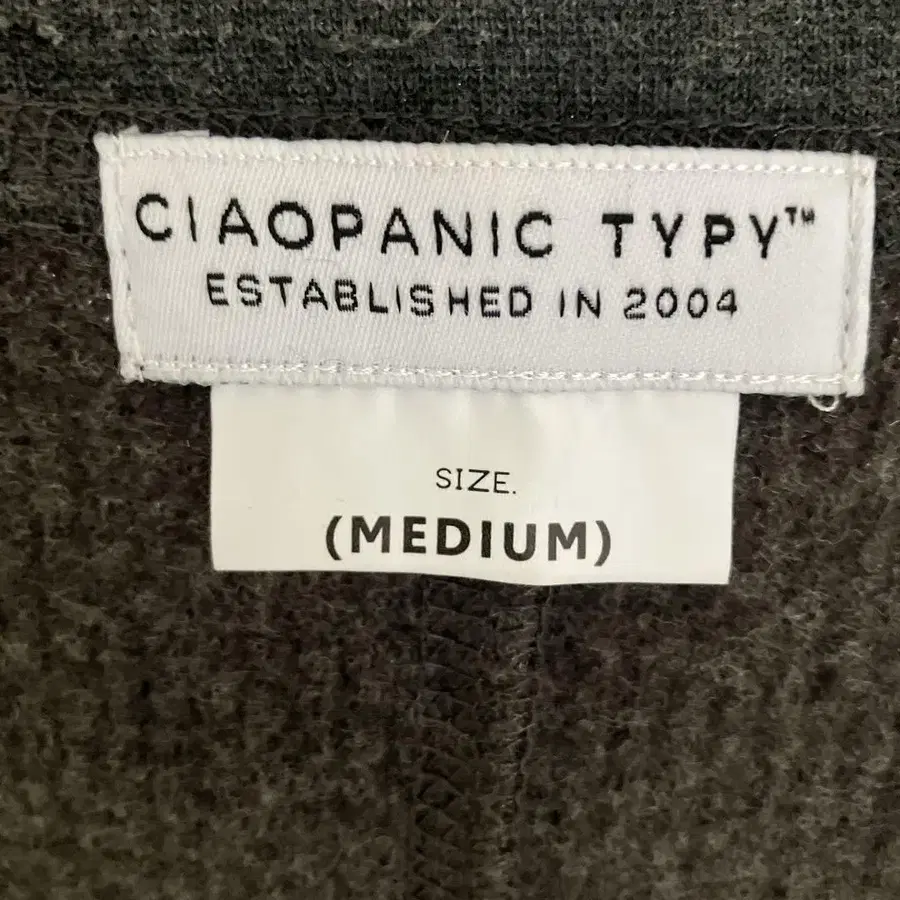 CIAOPANIC TYPY™
ESTABLISHED IN 2004
SIZE.
(MEDIUM)